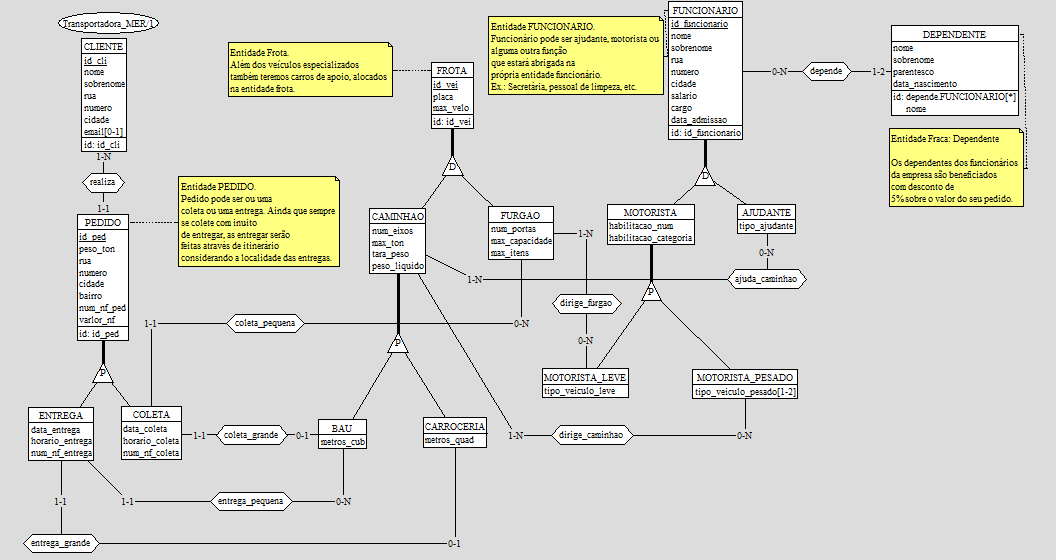 Transportadora_MER/1
CLIENTE
id_cli
nome
sobrenome
rua
numero
cidade
email[0-1]
id: id_cli
1-N
realiza
1-1
PEDIDO
id_ped
peso_ton
rua
numero
cidade
bairro
num_nf_ped
varlor_nf
id: id_ped
P
Entidade PEDIDO.
Pedido pode ser ou uma
coleta ou uma entrega. Ainda que sempre
se colete com inuito
de entregar, as entregar serão
feitas através de itinerário
considerando a localidade das entregas.
Entidade Frota.
Além dos veículos especializados
também teremos carros de apoio, alocados
na entidade frota.
FROTA
id_vei
placa
max_velo
id: id_vei
D
Entidade FUNCIONARIO.
Funcionário pode ser ajudante, motorista ou
alguma outra função
que estará abrigada na
própria entidade funcionário.
Ex.: Secretária, pessoal de limpeza, etc.
FUNCIONARIO
id_funcionario
nome
sobrenome
rua
numero
cidade
salario
cargo
data_admissao
id: id_funcionario
D
0-N
depende
1-2
DEPENDENTE
nome
sobrenome
parentesco
data_nascimento
id: depende.FUNCIONARIO[*]
nome
Entidade Fraca: Dependente
Os dependentes dos funcionários
da empresa são beneficiados
com desconto de
5% sobre o valor do seu pedido.
CAMINHAO
num_eixos
max_ton
tara_peso
peso_liquido
FURGAO
num_portas
max_capacidade
max_itens
MOTORISTA
habilitacao_num
habilitacao_categoria
AJUDANTE
tipo_ajudante
1-N
0-N
1-N
ajuda_caminhao
P
dirige_furgao
1-1
coleta_pequena
0-N
0-N
P
MOTORISTA_LEVE
tipo_veiculo_leve
MOTORISTA_PESADO
tipo_veiculo_pesado[1-2]
ENTREGA
data_entrega
horario_entrega
num_nf_entrega
COLETA
data_coleta
horario_coleta
num_nf_coleta
1-1
coleta_grande
0-1
BAU
metros_cub
CARROCERIA
metros_quad
1-N
dirige_caminhao
0-N
1-1
1-1
entrega_pequena
0-N
entrega_grande
0-1